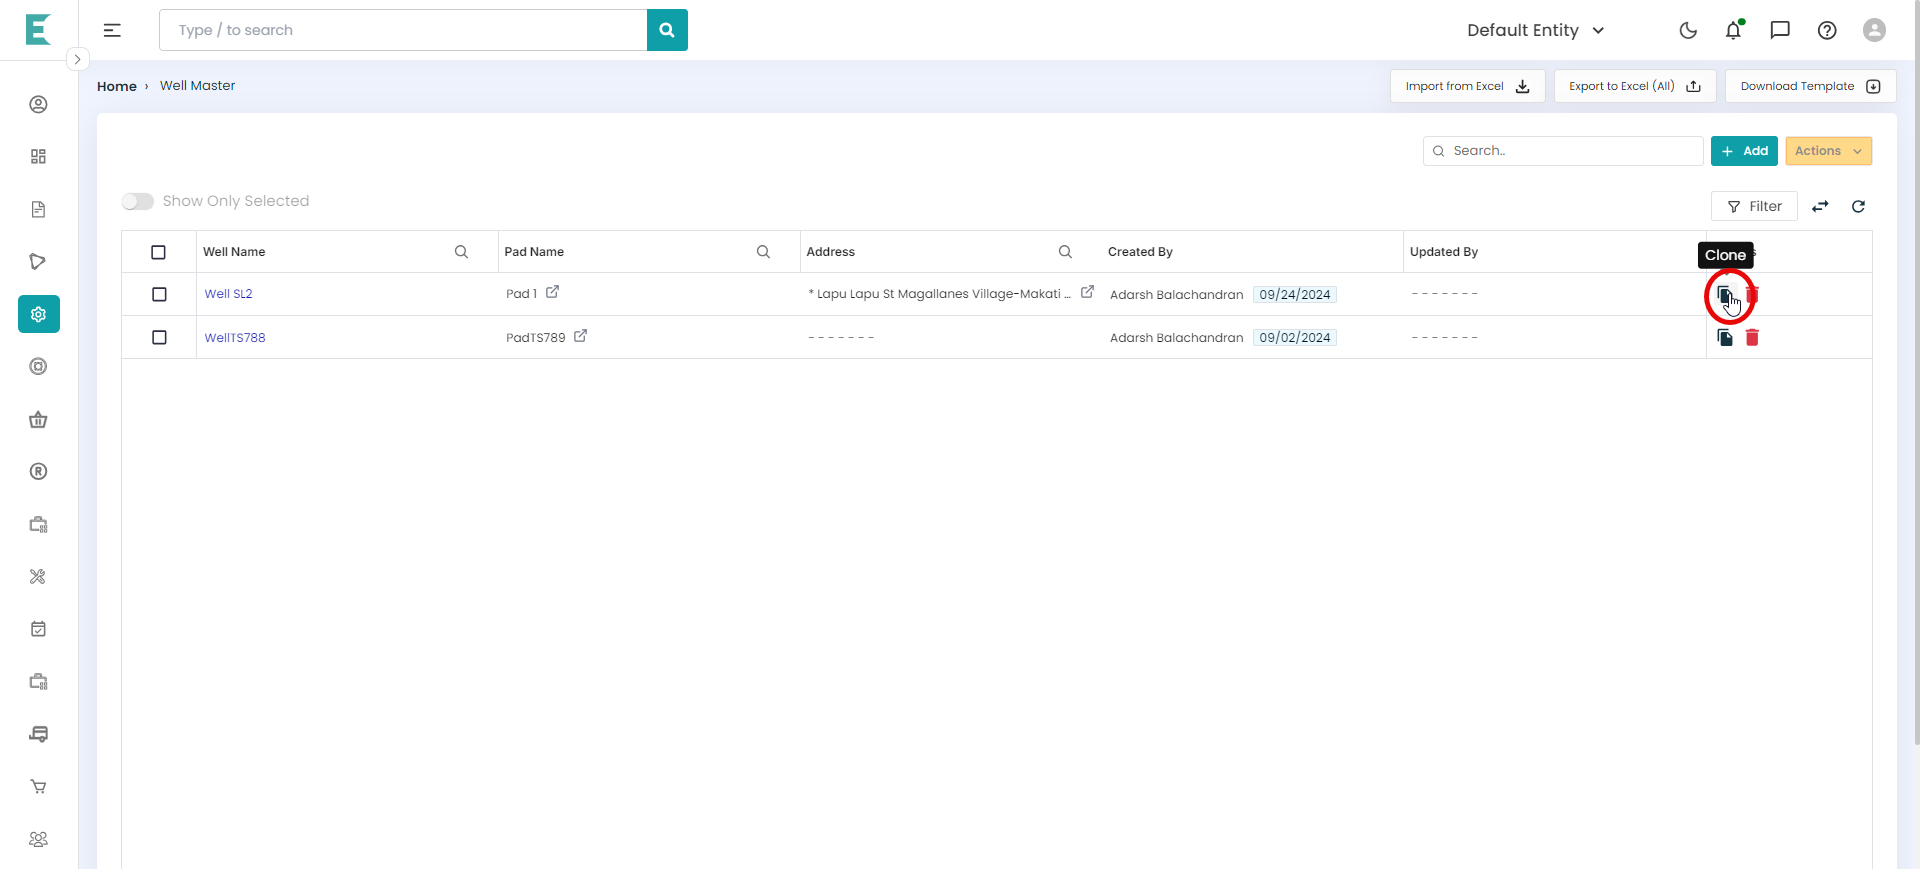 Type / to search
Default Entity
Home › Well Master
Import from Excel
Export to Excel (All)
Download Template
Search..
+ Add
Actions
Show Only Selected
Filter
Well Name
Pad Name
Address
Created By
Updated By
Clone
Well SL2
Pad 1
* Lapu Lapu St Magallanes Village-Makati ...
Adarsh Balachandran 09/24/2024
-------
WellTS788
PadTS789
-------
Adarsh Balachandran 09/02/2024
-------